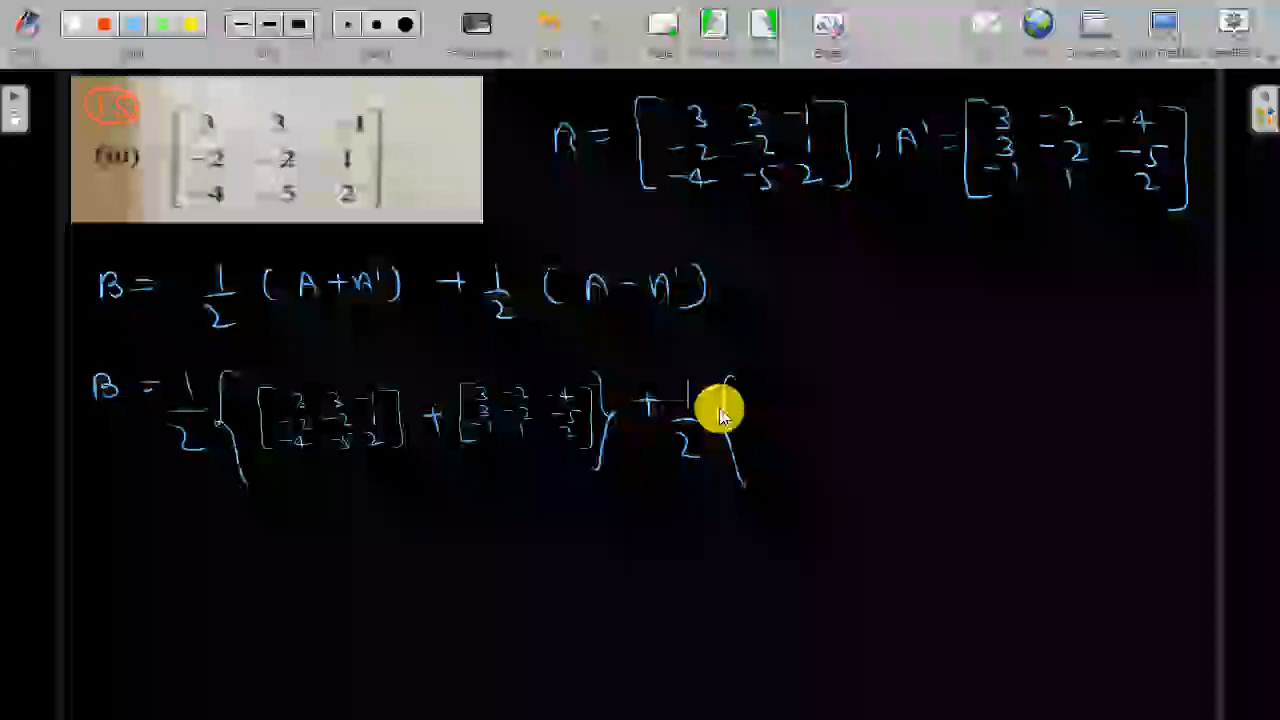 18
(iii) [3 3 -1
-2 -2 1
-4 -5 2]
A = [3 3 -1
-2 -2 1
-4 -5 2] , A' = [3 -2 -4
3 -2 -5
-1 1 2]
B = 1/2 (A + A') + 1/2 (A - A')
B = 1/2 { [3 3 -1
-2 -2 1
-4 -5 2] + [3 -2 -4
3 -2 -5
-1 1 2] } + 1/2 {